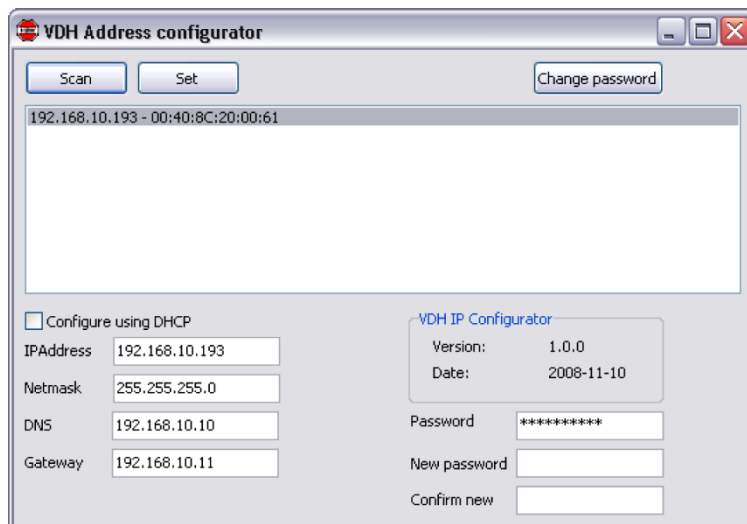 VDH Address configurator
Scan Set Change password
192.168.10.193 - 00:40:8C:20:00:61
Configure using DHCP
IPAddress 192.168.10.193
Netmask 255.255.255.0
DNS 192.168.10.10
Gateway 192.168.10.11
VDH IP Configurator
Version: 1.0.0
Date: 2008-11-10
Password **********
New password
Confirm new